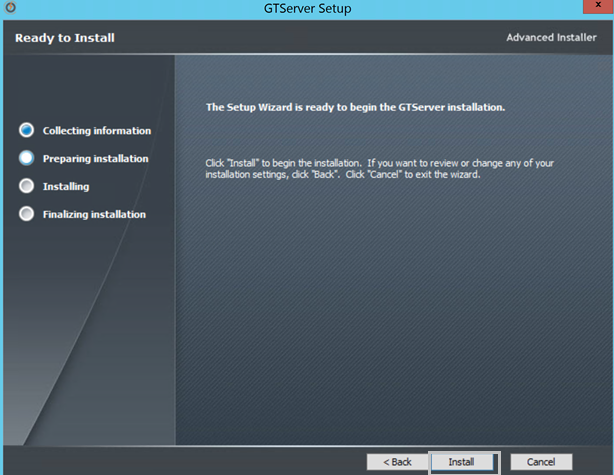 GTServer Setup
x
Ready to Install
Advanced Installer
The Setup Wizard is ready to begin the GTServer installation.
Collecting information
Preparing installation
Installing
Finalizing installation
Click "Install" to begin the installation.  If you want to review or change any of your
installation settings, click "Back".  Click "Cancel" to exit the wizard.
< Back
Install
Cancel